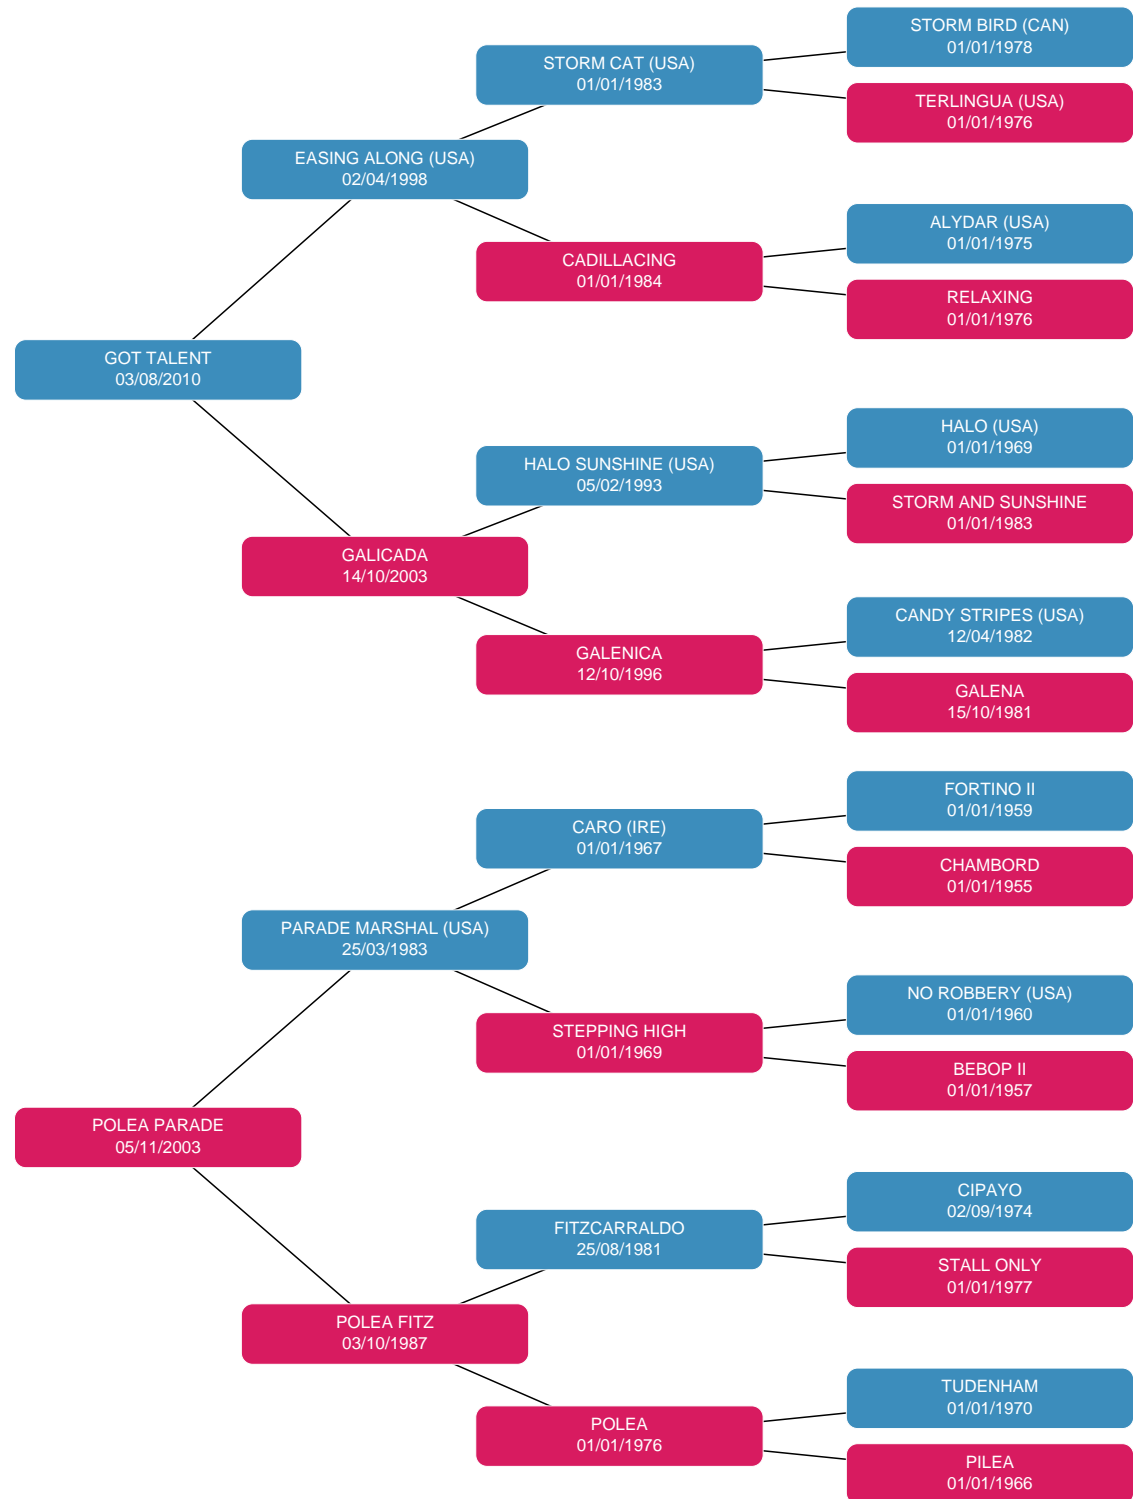 STORM BIRD (CAN)
01/01/1978
STORM CAT (USA)
01/01/1983
TERLINGUA (USA)
01/01/1976
EASING ALONG (USA)
02/04/1998
ALYDAR (USA)
01/01/1975
CADILLACING
01/01/1984
RELAXING
01/01/1976
GOT TALENT
03/08/2010
HALO (USA)
01/01/1969
HALO SUNSHINE (USA)
05/02/1993
STORM AND SUNSHINE
01/01/1983
GALICADA
14/10/2003
CANDY STRIPES (USA)
12/04/1982
GALENICA
12/10/1996
GALENA
15/10/1981
FORTINO II
01/01/1959
CARO (IRE)
01/01/1967
CHAMBORD
01/01/1955
PARADE MARSHAL (USA)
25/03/1983
NO ROBBERY (USA)
01/01/1960
STEPPING HIGH
01/01/1969
BEBOP II
01/01/1957
POLEA PARADE
05/11/2003
CIPAYO
02/09/1974
FITZCARRALDO
25/08/1981
STALL ONLY
01/01/1977
POLEA FITZ
03/10/1987
TUDENHAM
01/01/1970
POLEA
01/01/1976
PILEA
01/01/1966